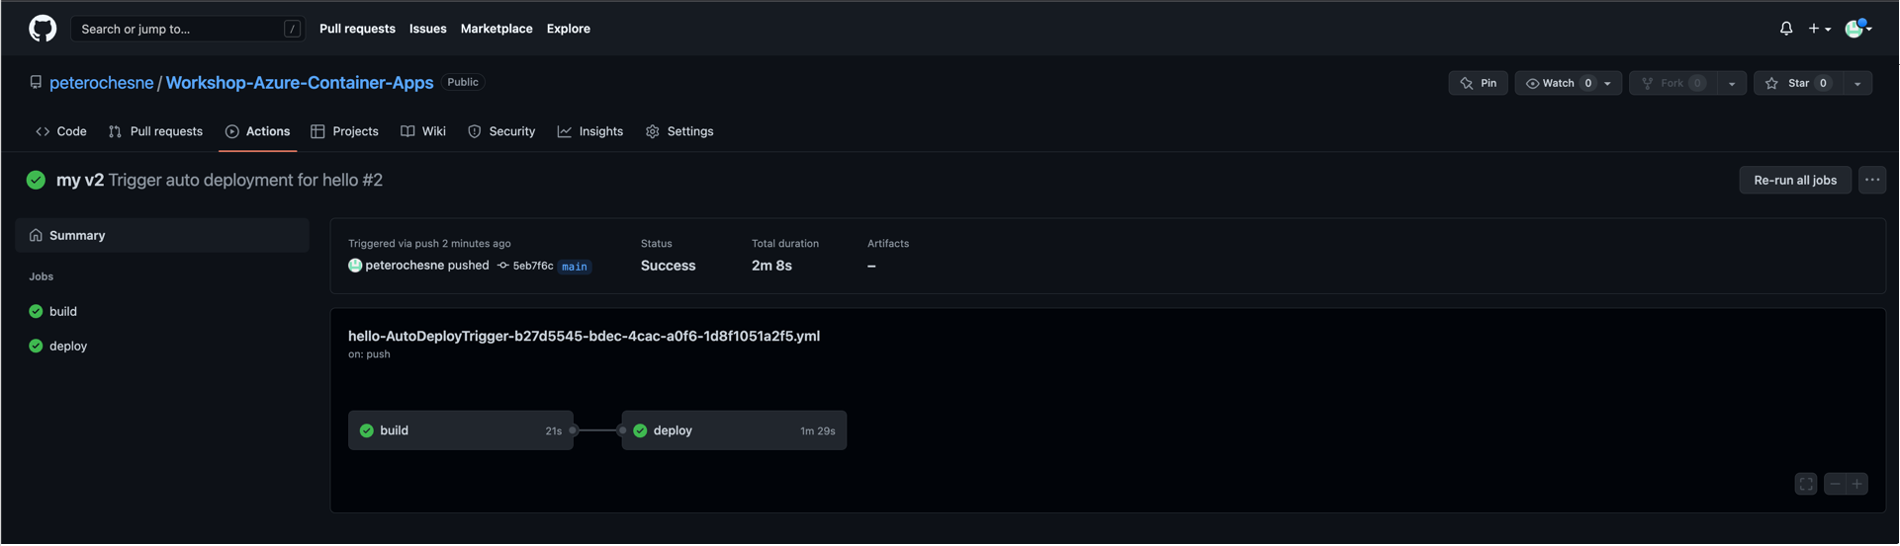 Search or jump to... / Pull requests Issues Marketplace Explore
peterochesne / Workshop-Azure-Container-Apps Public Pin Watch 0 Fork 0 Star 0
Code Pull requests Actions Projects Wiki Security Insights Settings
my v2 Trigger auto deployment for hello #2 Re-run all jobs ...
Summary
Jobs
build
deploy
Triggered via push 2 minutes ago Status Total duration Artifacts
peterochesne pushed 5eb7f6c main Success 2m 8s –
hello-AutoDeployTrigger-b27d5545-bdec-4cac-a0f6-1d8f1051a2f5.yml
on: push
build 21s deploy 1m 29s